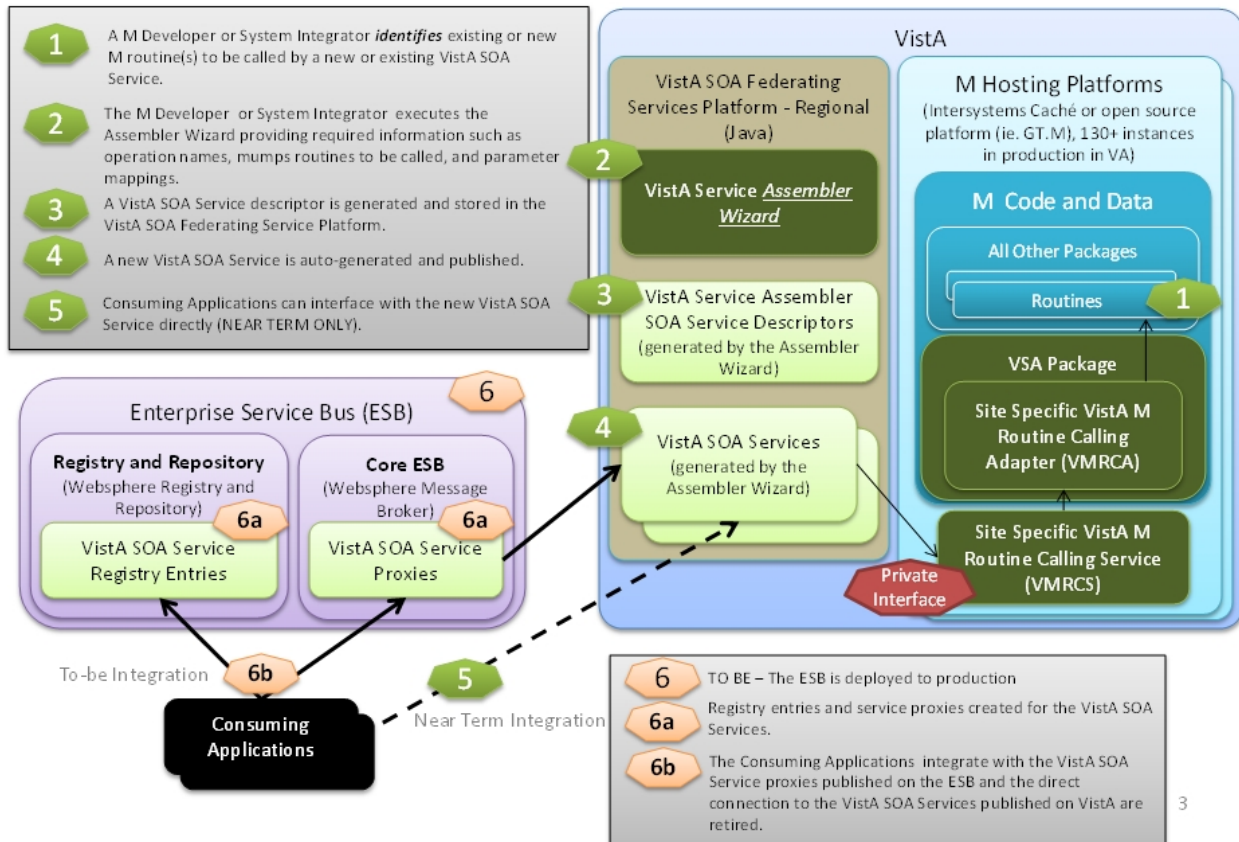 1
A M Developer or System Integrator identifies existing or new
M routine(s) to be called by a new or existing VistA SOA
Service.
2
The M Developer or System Integrator executes the
Assembler Wizard providing required information such as
operation names, mumps routines to be called, and parameter
mappings.
3
A VistA SOA Service descriptor is generated and stored in the
VistA SOA Federating Service Platform.
4
A new VistA SOA Service is auto-generated and published.
5
Consuming Applications can interface with the new VistA SOA
Service directly (NEAR TERM ONLY).
VistA
VistA SOA Federating
Services Platform - Regional
(Java)
2
VistA Service Assembler
Wizard
3
VistA Service Assembler
SOA Service Descriptors
(generated by the Assembler
Wizard)
4
VistA SOA Services
(generated by the
Assembler Wizard)
M Hosting Platforms
(Intersystems Caché or open source
platform (ie. GT.M), 130+ instances
in production in VA)
M Code and Data
All Other Packages
Routines
1
VSA Package
Site Specific VistA M
Routine Calling
Adapter (VMRCA)
Site Specific VistA M
Routine Calling Service
(VMRCS)
Private
Interface
6
Enterprise Service Bus (ESB)
Registry and Repository
(Websphere Registry and
Repository)
6a
VistA SOA Service
Registry Entries
Core ESB
(Websphere Message
Broker)
6a
VistA SOA Service
Proxies
To-be Integration
6b
5
Near Term Integration
Consuming
Applications
6
TO BE – The ESB is deployed to production
6a
Registry entries and service proxies created for the VistA SOA
Services.
6b
The Consuming Applications integrate with the VistA SOA
Service proxies published on the ESB and the direct
connection to the VistA SOA Services published on VistA are
retired.
3